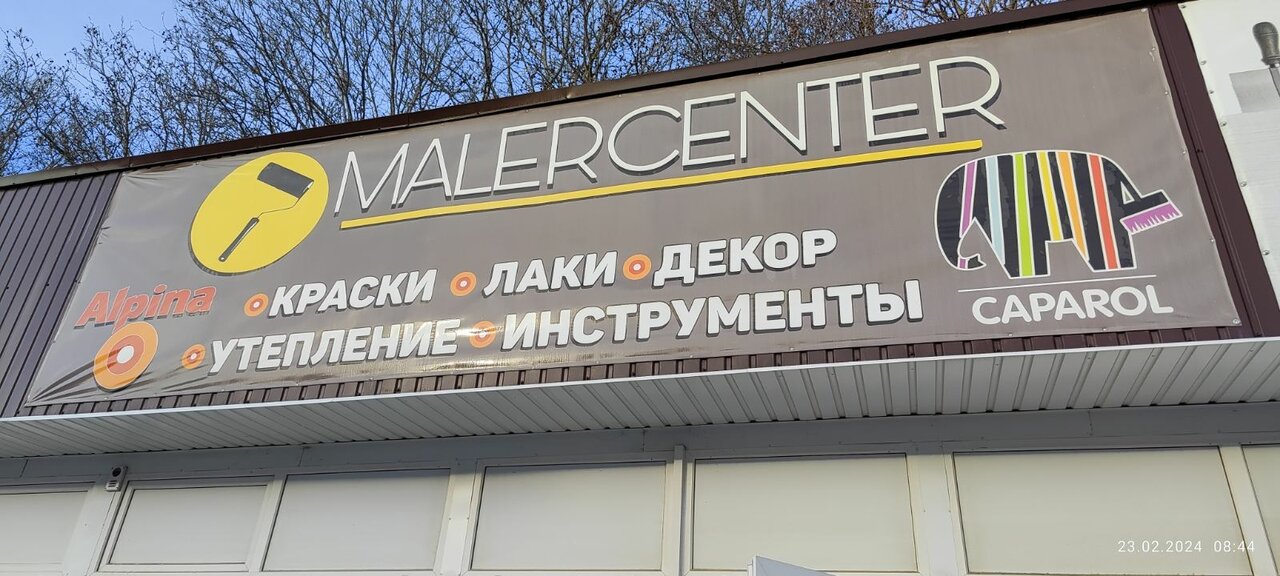 MALERCENTER
Alpina
КРАСКИ ЛАКИ ДЕКОР
УТЕПЛЕНИЕ ИНСТРУМЕНТЫ
CAPAROL
23.02.2024 08:44